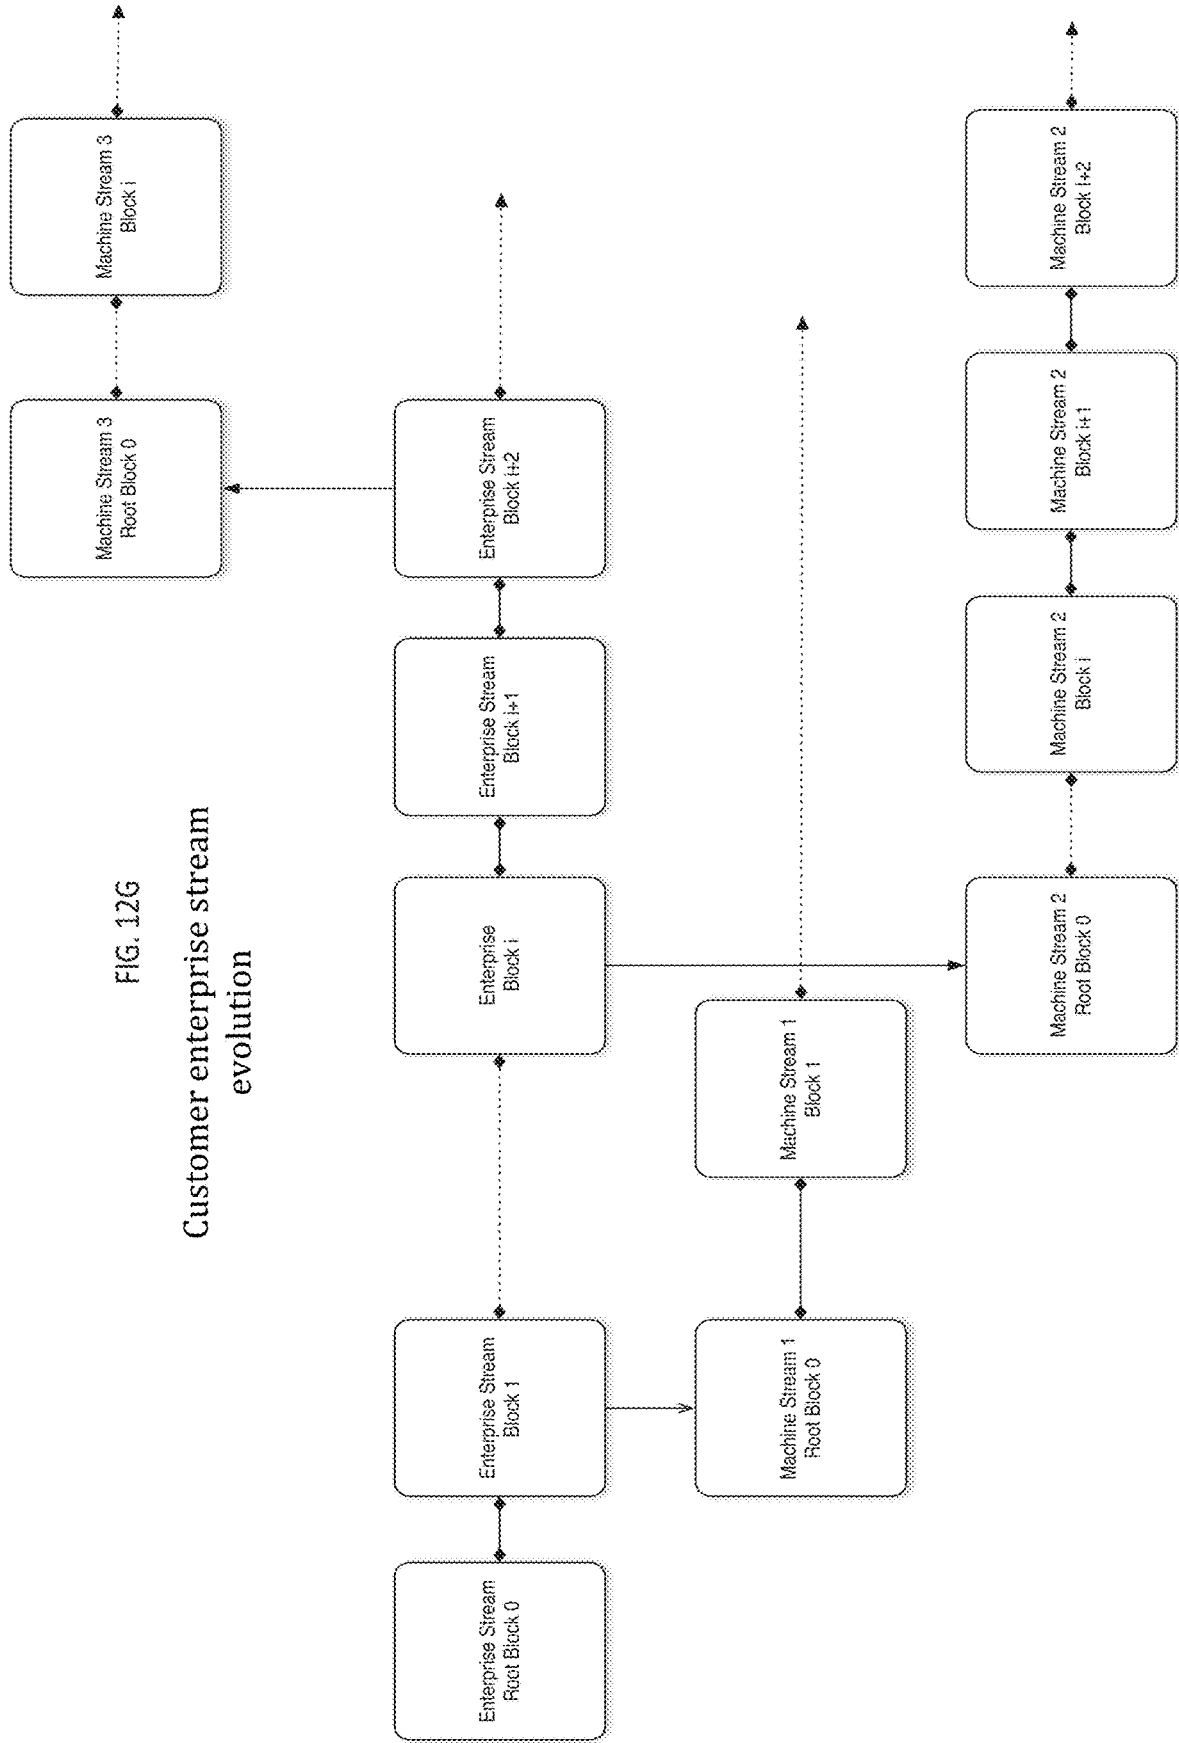 FIG. 12G
Customer enterprise stream
evolution
Machine Stream 3
Root Block 0
Machine Stream 3
Block i
Enterprise Stream
Root Block 0
Enterprise Stream
Block 1
Enterprise
Block i
Enterprise Stream
Block i+1
Enterprise Stream
Block i+2
Machine Stream 1
Root Block 0
Machine Stream 1
Block 1
Machine Stream 2
Root Block 0
Machine Stream 2
Block i
Machine Stream 2
Block i+1
Machine Stream 2
Block i+2